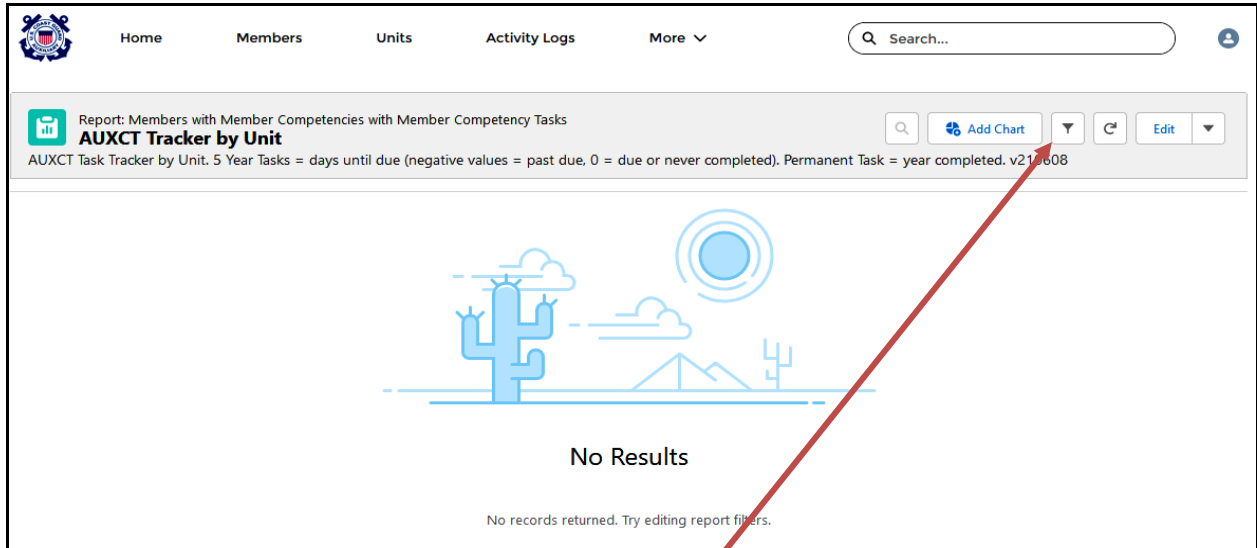 Home Members Units Activity Logs More Search...
Report: Members with Member Competencies with Member Competency Tasks
AUXCT Tracker by Unit
Add Chart Edit
AUXCT Task Tracker by Unit. 5 Year Tasks = days until due (negative values = past due, 0 = due or never completed). Permanent Task = year completed. v210608
No Results
No records returned. Try editing report filters.